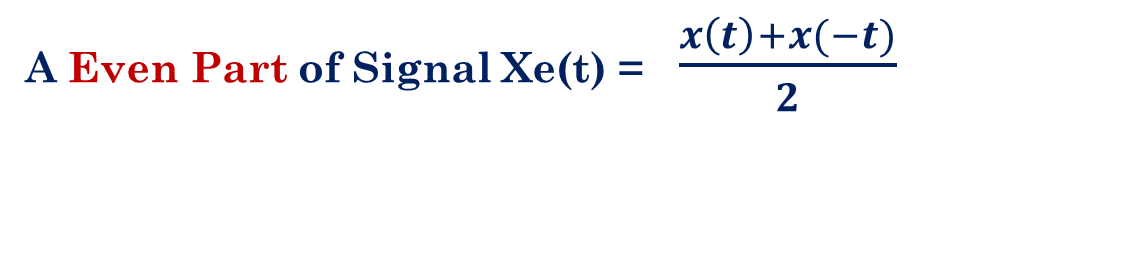 A Even Part of Signal Xe(t) = x(t)+x(−t)
2